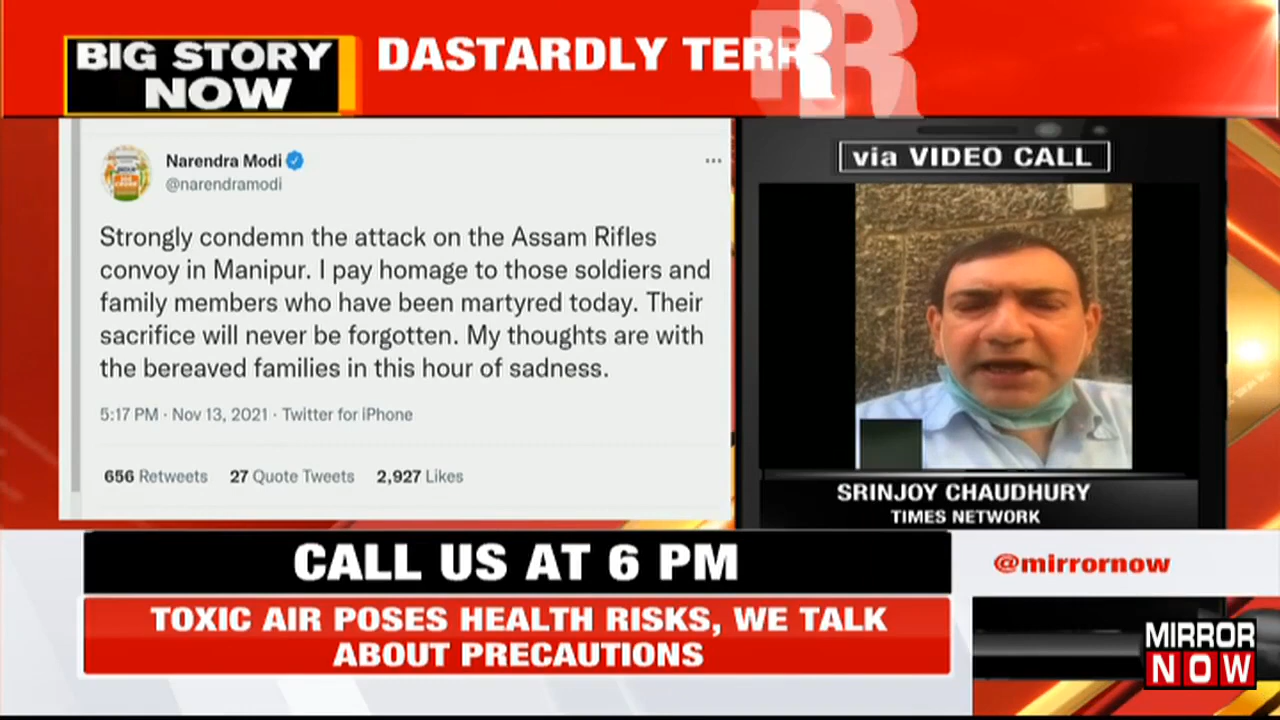 BIG STORY
NOW
DASTARDLY
Narendra Modi
@narendramodi
Strongly condemn the attack on the Assam Rifles
convoy in Manipur. I pay homage to those soldiers and
family members who have been martyred today. Their
sacrifice will never be forgotten. My thoughts are with
the bereaved families in this hour of sadness.
5:17 PM · Nov 13, 2021 · Twitter for iPhone
656 Retweets 27 Quote Tweets 2,927 Likes
via VIDEO CALL
SRINJOY CHAUDHURY
TIMES NETWORK
CALL US AT 6 PM
TOXIC AIR POSES HEALTH RISKS, WE TALK
ABOUT PRECAUTIONS
@mirrornow
MIRROR
NOW